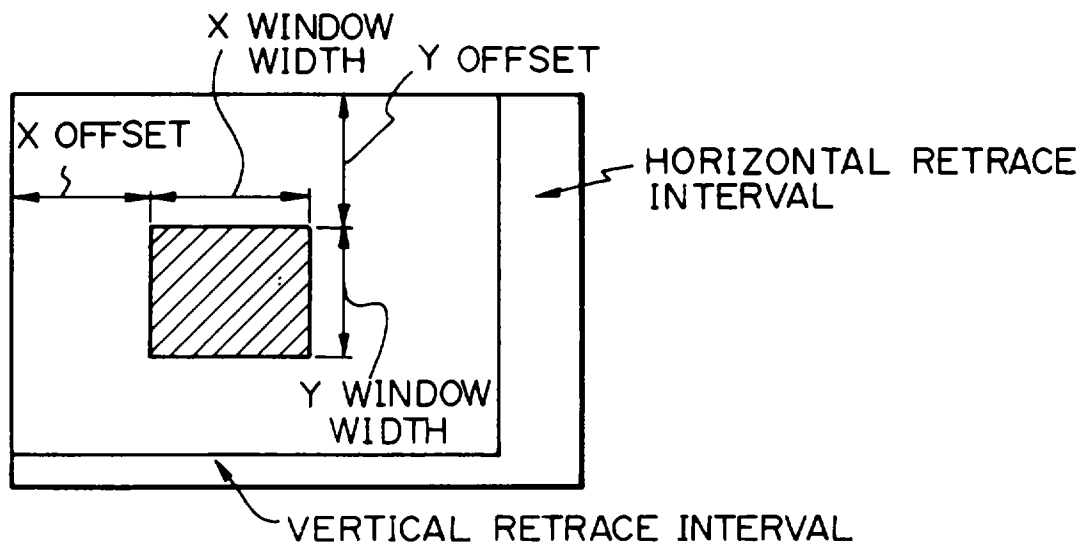 X WINDOW
WIDTH
Y OFFSET
X OFFSET
HORIZONTAL RETRACE
INTERVAL
Y WINDOW
WIDTH
VERTICAL RETRACE INTERVAL